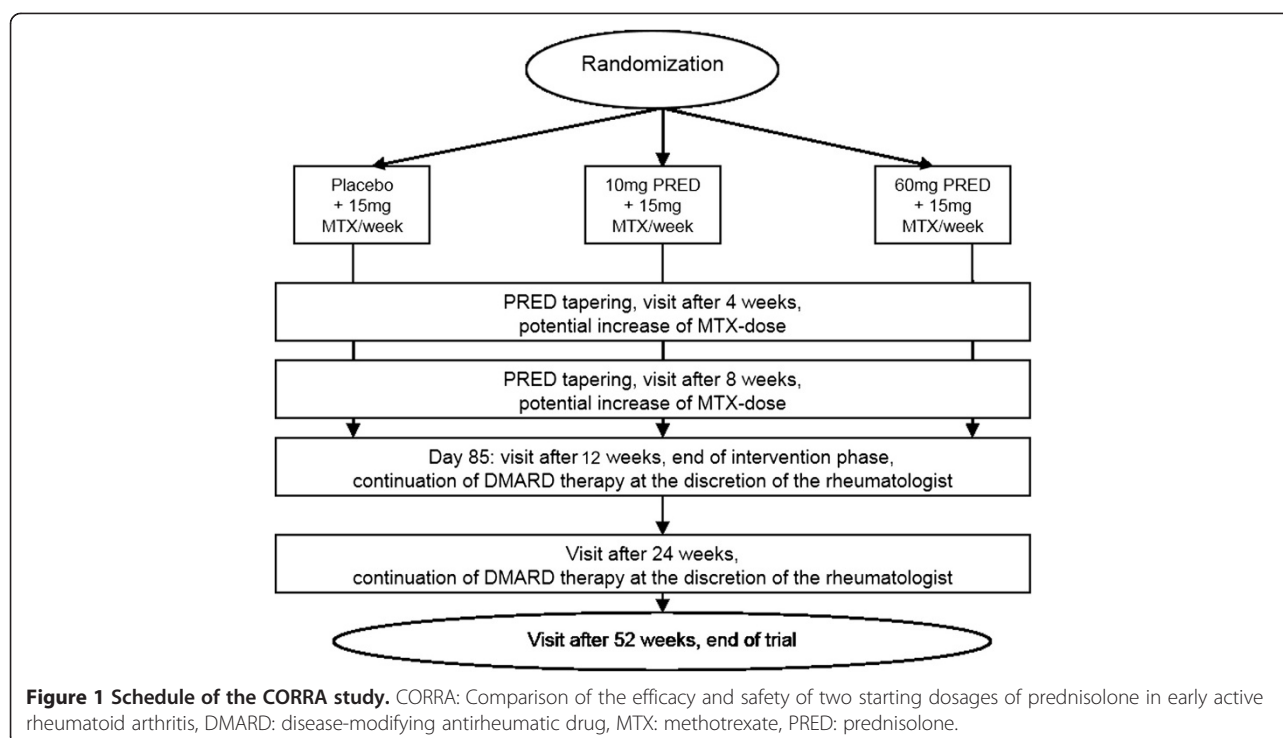 Randomization
Placebo
+ 15mg
MTX/week
10mg PRED
+ 15mg
MTX/week
60mg PRED
+ 15mg
MTX/week
PRED tapering, visit after 4 weeks,
potential increase of MTX-dose
PRED tapering, visit after 8 weeks,
potential increase of MTX-dose
Day 85: visit after 12 weeks, end of intervention phase,
continuation of DMARD therapy at the discretion of the rheumatologist
Visit after 24 weeks,
continuation of DMARD therapy at the discretion of the rheumatologist
Visit after 52 weeks, end of trial
Figure 1 Schedule of the CORRA study. CORRA: Comparison of the efficacy and safety of two starting dosages of prednisolone in early active
rheumatoid arthritis, DMARD: disease-modifying antirheumatic drug, MTX: methotrexate, PRED: prednisolone.